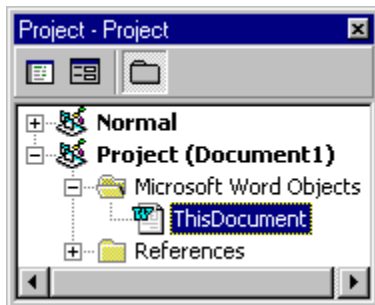 Project - Project
Normal
Project (Document1)
Microsoft Word Objects
ThisDocument
References